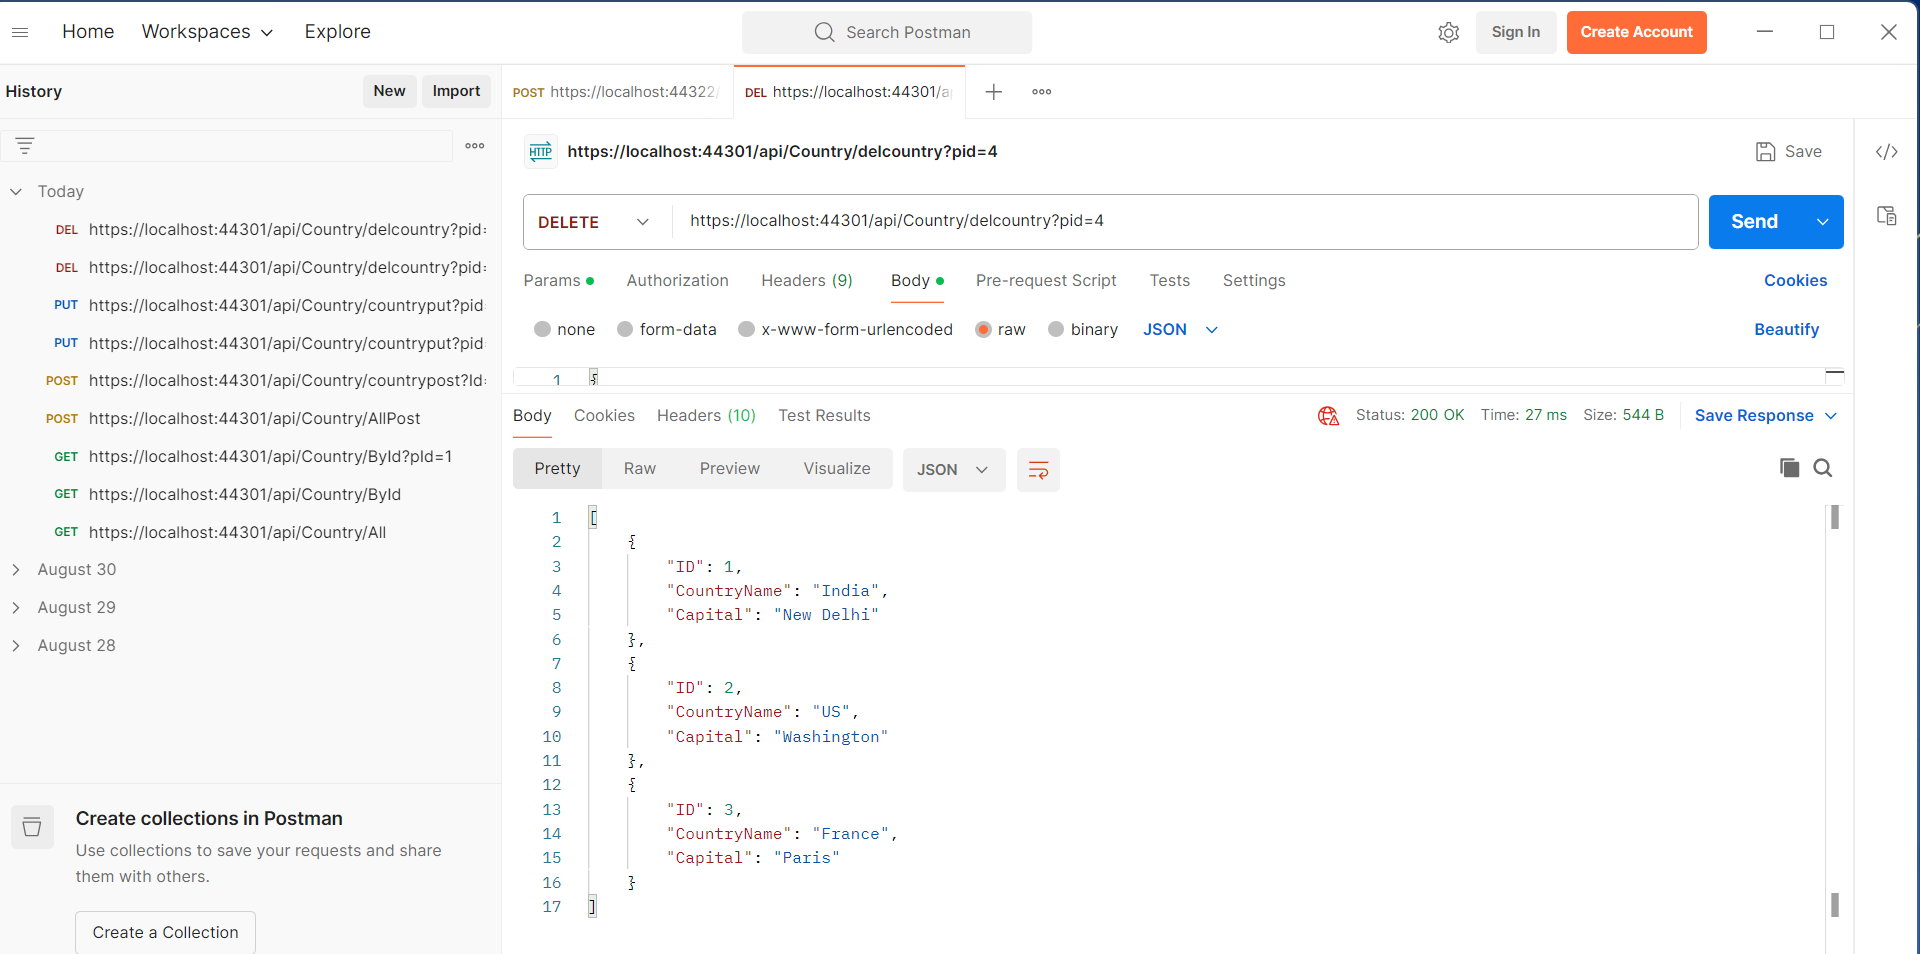 Home Workspaces Explore Search Postman Sign In Create Account
History New Import
POST https://localhost:44322/ DEL https://localhost:44301/a
HTTP https://localhost:44301/api/Country/delcountry?pid=4 Save </>
Today
DEL https://localhost:44301/api/Country/delcountry?pid=
DEL https://localhost:44301/api/Country/delcountry?pid=
PUT https://localhost:44301/api/Country/countryput?pid
PUT https://localhost:44301/api/Country/countryput?pid
POST https://localhost:44301/api/Country/countrypost?Id=
POST https://localhost:44301/api/Country/AllPost
GET https://localhost:44301/api/Country/ById?pId=1
GET https://localhost:44301/api/Country/ById
GET https://localhost:44301/api/Country/All
August 30
August 29
August 28
Create collections in Postman
Use collections to save your requests and share
them with others.
Create a Collection
DELETE https://localhost:44301/api/Country/delcountry?pid=4 Send
Params Authorization Headers (9) Body Pre-request Script Tests Settings Cookies
none form-data x-www-form-urlencoded raw binary JSON Beautify
1 {
Body Cookies Headers (10) Test Results Status: 200 OK Time: 27 ms Size: 544 B Save Response
Pretty Raw Preview Visualize JSON
1 [
2 {
3 "ID": 1,
4 "CountryName": "India",
5 "Capital": "New Delhi"
6 },
7 {
8 "ID": 2,
9 "CountryName": "US",
10 "Capital": "Washington"
11 },
12 {
13 "ID": 3,
14 "CountryName": "France",
15 "Capital": "Paris"
16 }
17 ]